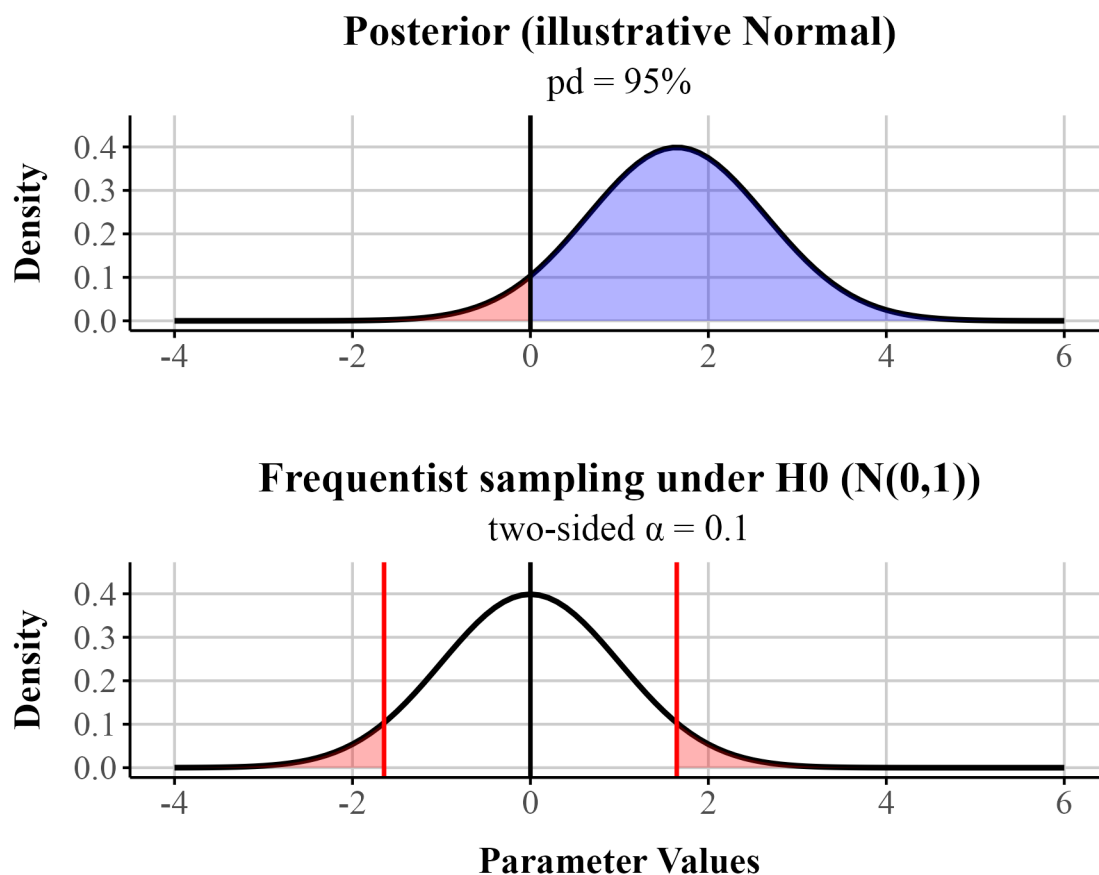 Posterior (illustrative Normal)
pd = 95%
Density
0.4
0.3
0.2
0.1
0.0
-4 -2 0 2 4 6
Frequentist sampling under H0 (N(0,1))
two-sided α = 0.1
Density
0.4
0.3
0.2
0.1
0.0
-4 -2 0 2 4 6
Parameter Values